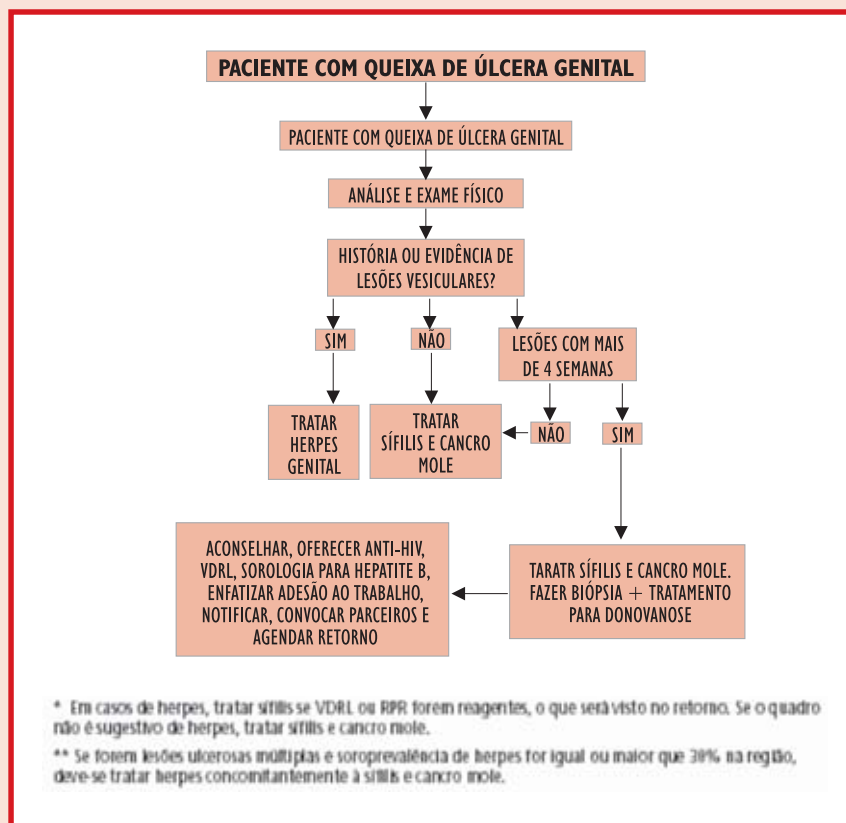 PACIENTE COM QUEIXA DE ÚLCERA GENITAL
PACIENTE COM QUEIXA DE ÚLCERA GENITAL
ANÁLISE E EXAME FÍSICO
HISTÓRIA OU EVIDÊNCIA DE
LESÕES VESICULARES?
SIM
NÃO
LESÕES COM MAIS
DE 4 SEMANAS
TRATAR
HERPES
GENITAL
TRATAR
SÍFILIS E CANCRO
MOLE
NÃO
SIM
ACONSELHAR, OFERECER ANTI-HIV,
VDRL, SOROLOGIA PARA HEPATITE B,
ENFATIZAR ADESÃO AO TRABALHO,
NOTIFICAR, CONVOCAR PARCEIROS E
AGENDAR RETORNO
TARATR SÍFILIS E CANCRO MOLE.
FAZER BIÓPSIA + TRATAMENTO
PARA DONOVANOSE
* Em casos de herpes, tratar sífilis se VDRL ou RPR forem reagentes, o que será visto no retorno. Se o quadro
não é sugestivo de herpes, tratar sífilis e cancro mole.
** Se forem lesões ulcerosas múltiplas e soroprevalência de herpes for igual ou maior que 30% na região,
deve-se tratar herpes concomitantemente à sífilis e cancro mole.